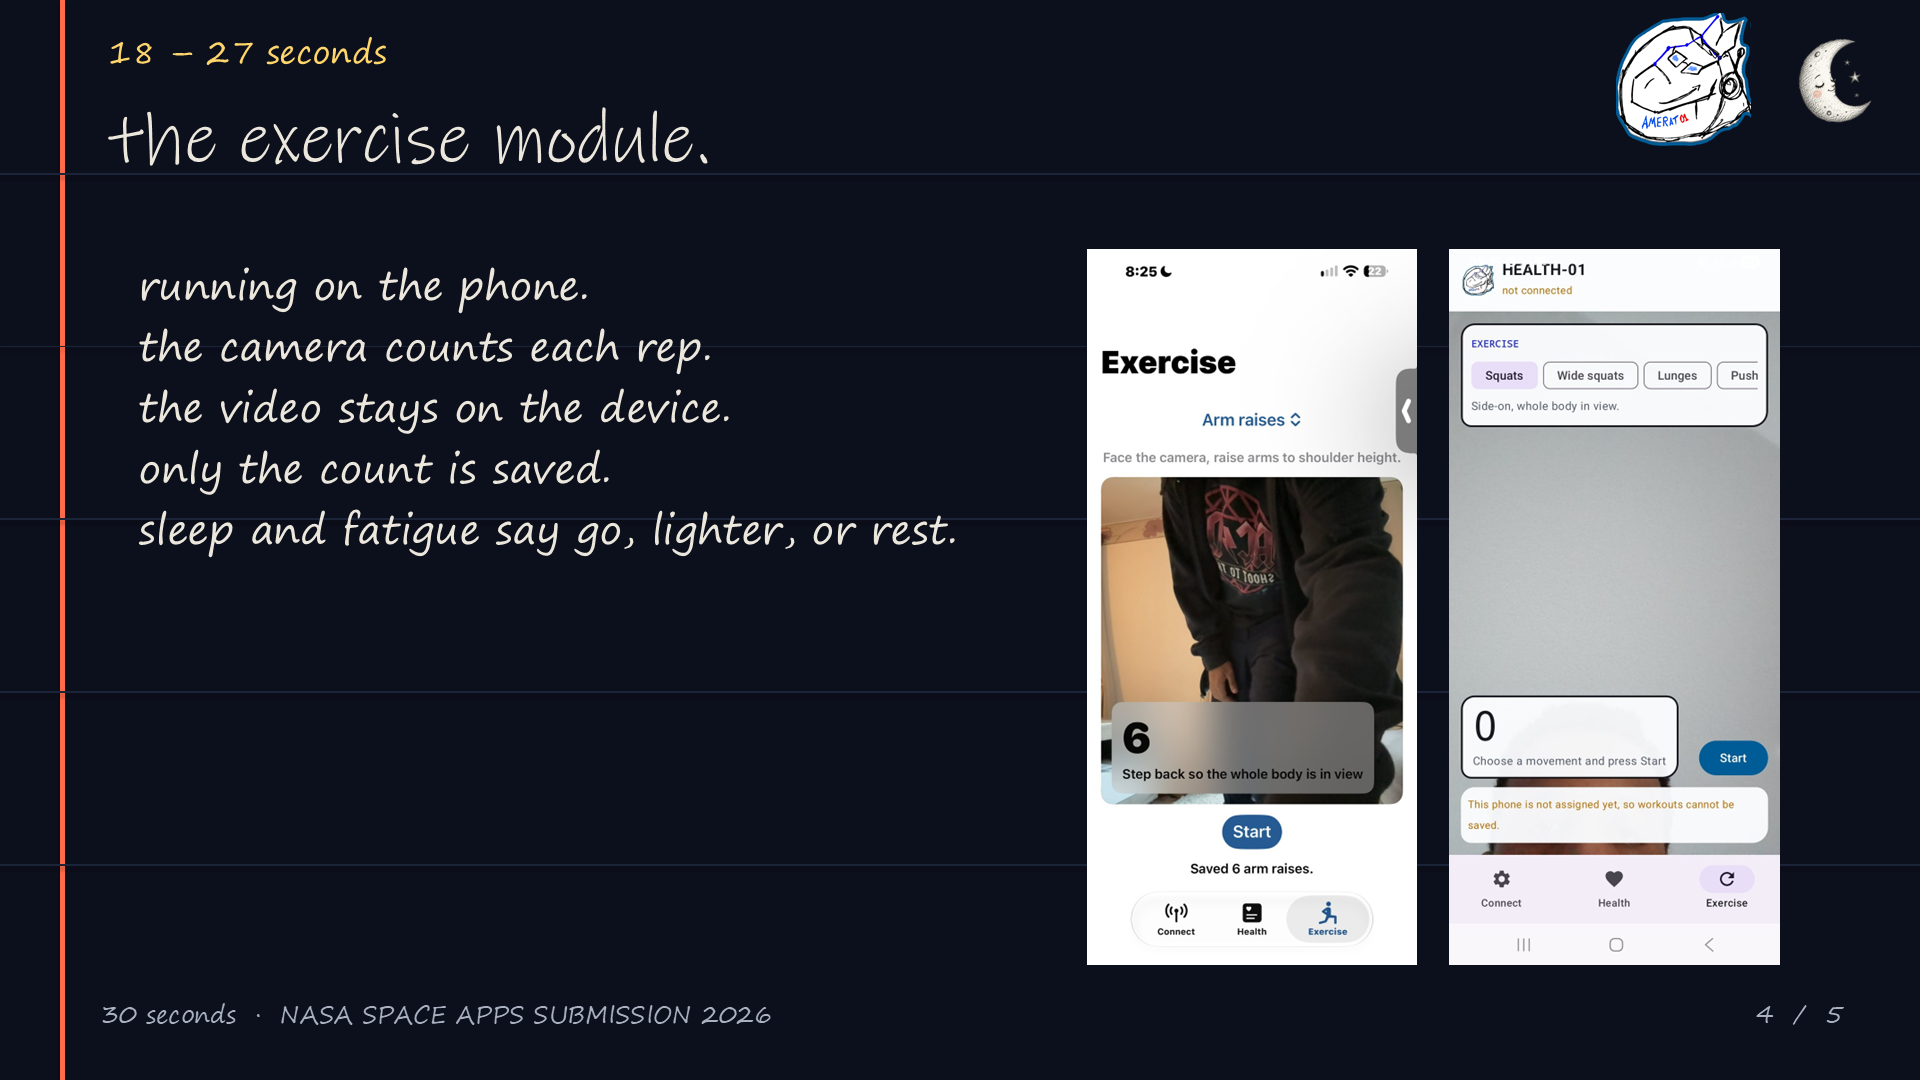 18 – 27 seconds
the exercise module.
AMERAT01
running on the phone.
the camera counts each rep.
the video stays on the device.
only the count is saved.
sleep and fatigue say go, lighter, or rest.
8:25
22
Exercise
Arm raises
Face the camera, raise arms to shoulder height.
SHOOT TO
6
Step back so the whole body is in view
Start
Saved 6 arm raises.
Connect
Health
Exercise
HEALTH-01
not connected
EXERCISE
Squats
Wide squats
Lunges
Push
Side-on, whole body in view.
0
Choose a movement and press Start
Start
This phone is not assigned yet, so workouts cannot be
saved.
Connect
Health
Exercise
30 seconds · NASA SPACE APPS SUBMISSION 2026
4 / 5